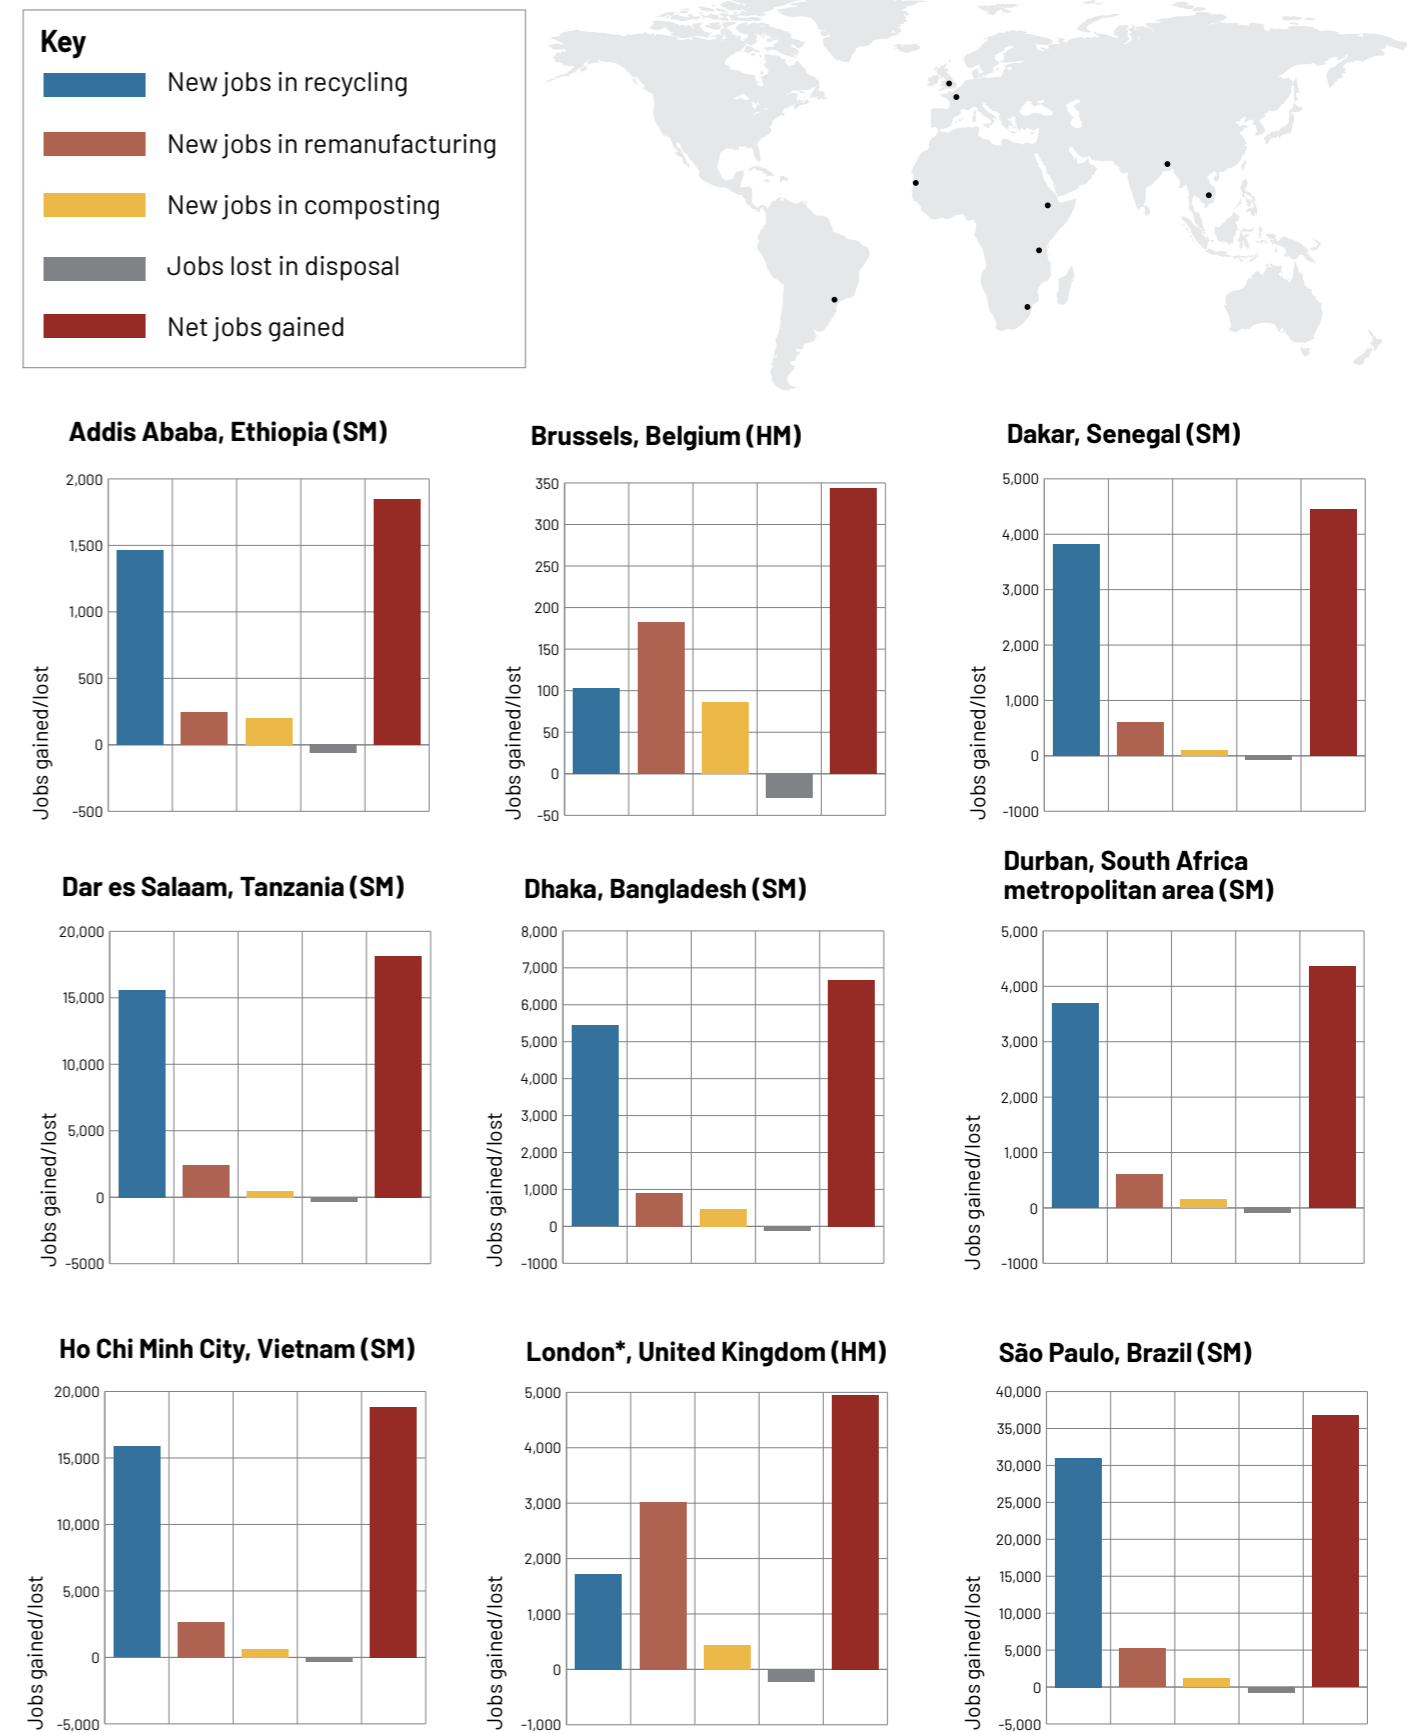 Key
New jobs in recycling
New jobs in remanufacturing
New jobs in composting
Jobs lost in disposal
Net jobs gained
Addis Ababa, Ethiopia (SM)
2,000
1,500
1,000
500
0
-500
Jobs gained/lost
Brussels, Belgium (HM)
350
300
250
200
150
100
50
0
-50
Jobs gained/lost
Dakar, Senegal (SM)
5,000
4,000
3,000
2,000
1,000
0
-1000
Jobs gained/lost
Dar es Salaam, Tanzania (SM)
20,000
15,000
10,000
5,000
0
-5000
Jobs gained/lost
Dhaka, Bangladesh (SM)
8,000
7,000
6,000
5,000
4,000
3,000
2,000
1,000
0
-1000
Jobs gained/lost
Durban, South Africa
metropolitan area (SM)
5,000
4,000
3,000
2,000
1,000
0
-1000
Jobs gained/lost
Ho Chi Minh City, Vietnam (SM)
20,000
15,000
10,000
5,000
0
-5,000
Jobs gained/lost
London*, United Kingdom (HM)
5,000
4,000
3,000
2,000
1,000
0
-1,000
Jobs gained/lost
São Paulo, Brazil (SM)
40,000
35,000
30,000
25,000
20,000
15,000
10,000
5,000
0
-5,000
Jobs gained/lost